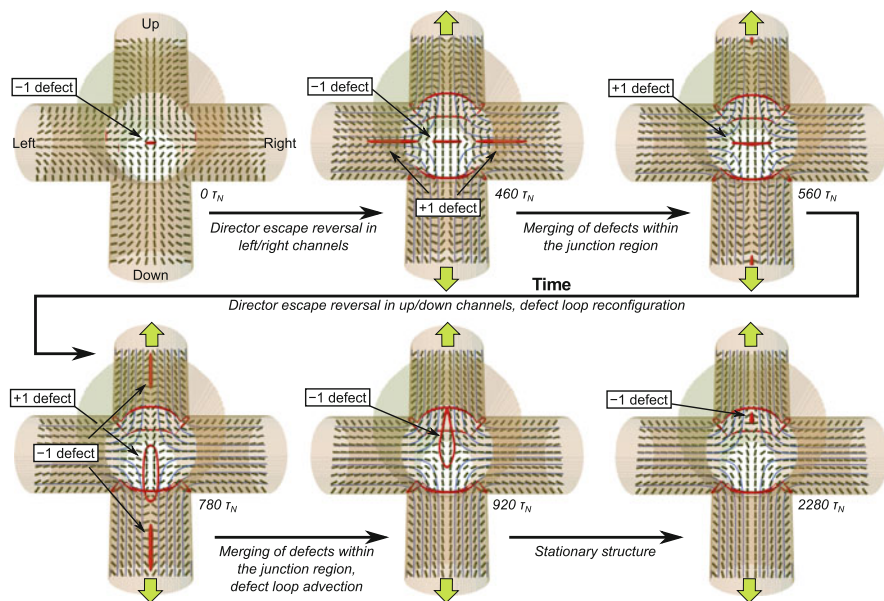 Up
−1 defect
Left
Right
0 τN
Down
Director escape reversal in
left/right channels
−1 defect
+1 defect
460 τN
Merging of defects within
the junction region
+1 defect
560 τN
Time
Director escape reversal in up/down channels, defect loop reconfiguration
+1 defect
−1 defect
780 τN
Merging of defects within
the junction region,
defect loop advection
−1 defect
920 τN
Stationary structure
−1 defect
2280 τN